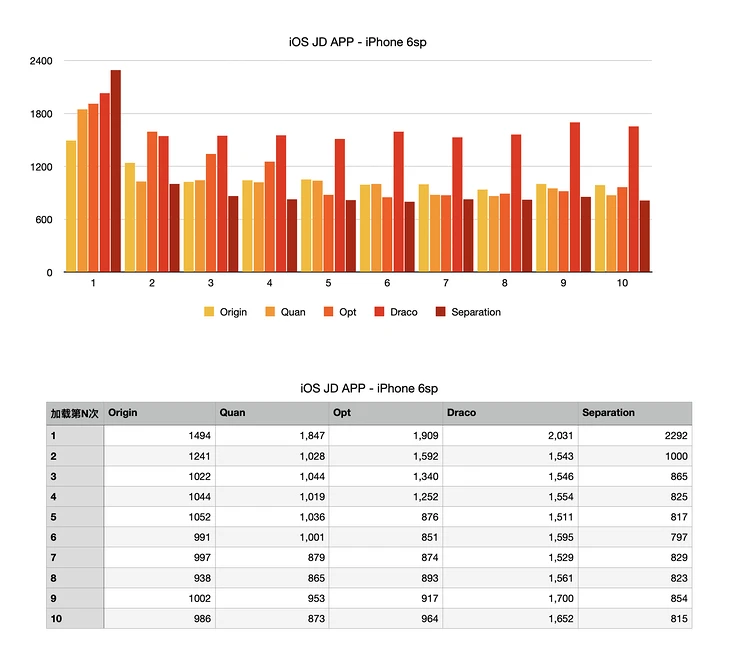 iOS JD APP - iPhone 6sp
2400
1800
1200
600
0
1 2 3 4 5 6 7 8 9 10
Origin Quan Opt Draco Separation
iOS JD APP - iPhone 6sp
加载第N次 Origin Quan Opt Draco Separation
1 1494 1,847 1,909 2,031 2292
2 1241 1,028 1,592 1,543 1000
3 1022 1,044 1,340 1,546 865
4 1044 1,019 1,252 1,554 825
5 1052 1,036 876 1,511 817
6 991 1,001 851 1,595 797
7 997 879 874 1,529 829
8 938 865 893 1,561 823
9 1002 953 917 1,700 854
10 986 873 964 1,652 815